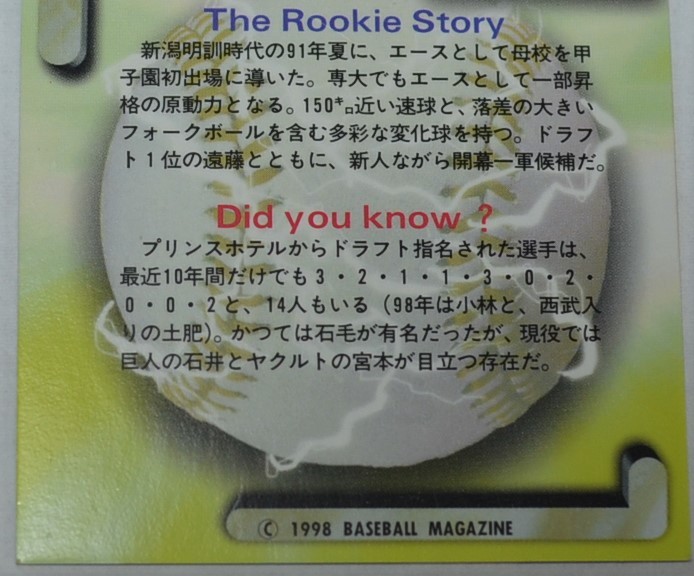 The Rookie Story
新潟明訓時代の91年夏に、エースとして母校を甲
子園初出場に導いた。専大でもエースとして一部昇
格の原動力となる。150㌔近い速球と、落差の大きい
フォークボールを含む多彩な変化球を持つ。ドラフ
ト1位の遠藤とともに、新人ながら開幕一軍候補だ。
Did you know ?
プリンスホテルからドラフト指名された選手は、
最近10年間だけでも3・2・1・1・3・0・2・
0・0・2と、14人もいる(98年は小林と、西武入
りの土肥)。かつては石毛が有名だったが、現役では
巨人の石井とヤクルトの宮本が目立つ存在だ。
© 1998 BASEBALL MAGAZINE